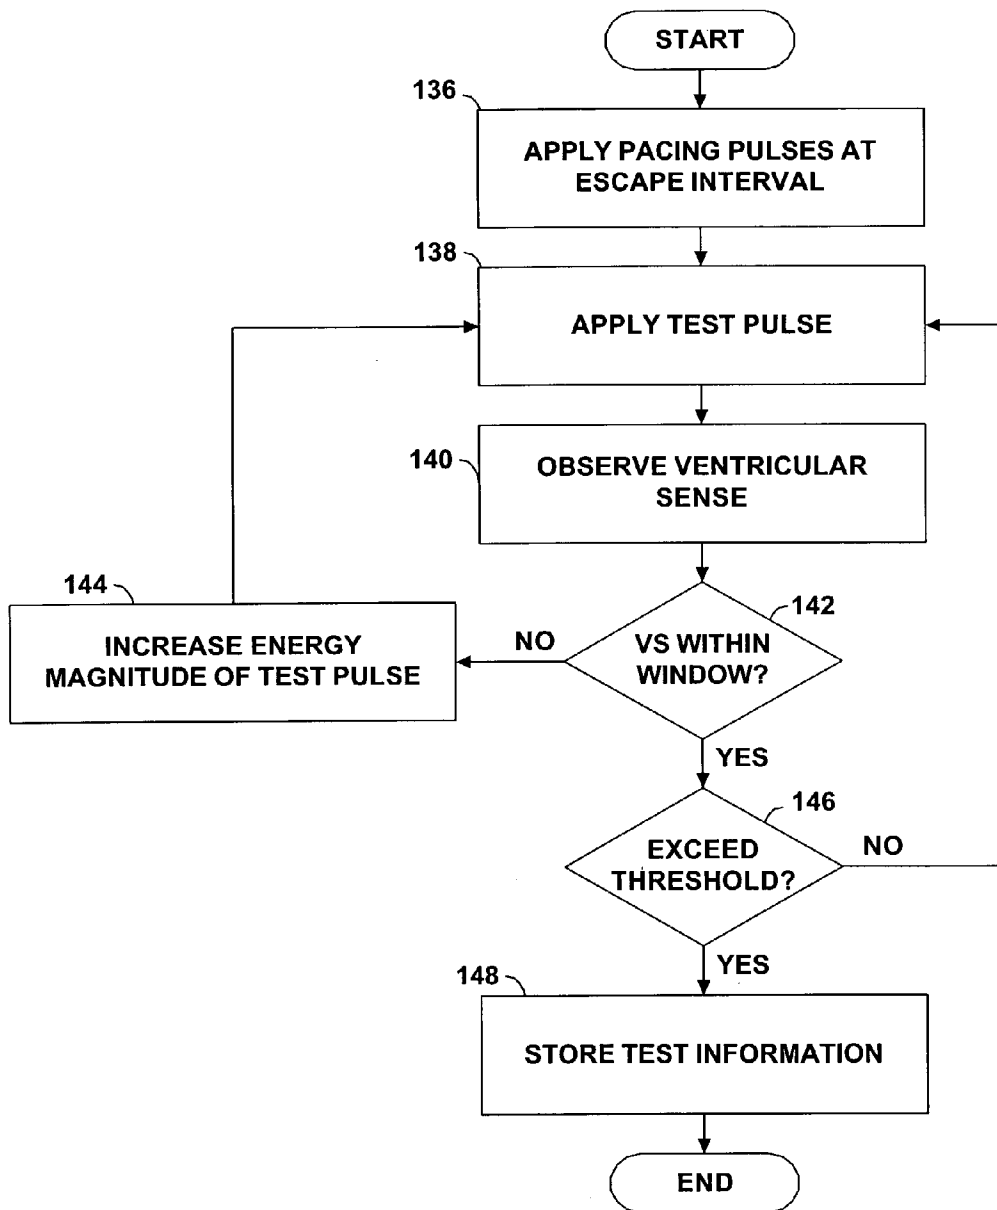 START
136
APPLY PACING PULSES AT
ESCAPE INTERVAL
138
APPLY TEST PULSE
140
OBSERVE VENTRICULAR
SENSE
144
INCREASE ENERGY
MAGNITUDE OF TEST PULSE
NO
142
VS WITHIN
WINDOW?
YES
146
EXCEED
THRESHOLD?
NO
YES
148
STORE TEST INFORMATION
END